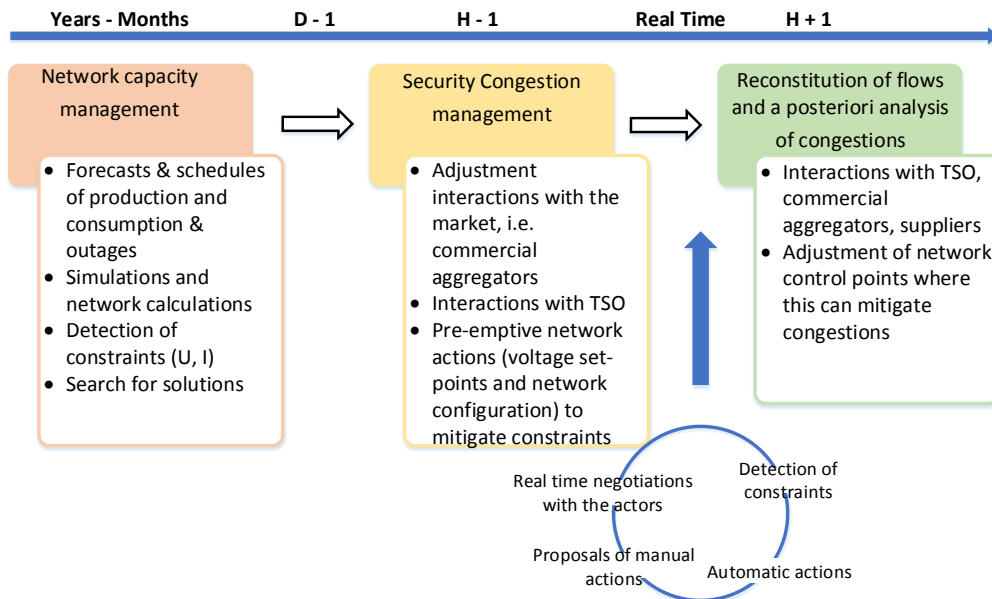 Years - Months D - 1 H - 1 Real Time H + 1
Network capacity
management
• Forecasts & schedules
of production and
consumption &
outages
• Simulations and
network calculations
• Detection of
constraints (U, I)
• Search for solutions
Security Congestion
management
• Adjustment
interactions with the
market, i.e.
commercial
aggregators
• Interactions with TSO
• Pre-emptive network
actions (voltage set-
points and network
configuration) to
mitigate constraints
Reconstitution of flows
and a posteriori analysis
of congestions
• Interactions with TSO,
commercial
aggregators, suppliers
• Adjustment of network
control points where
this can mitigate
congestions
Real time negotiations
with the actors
Detection of
constraints
Proposals of manual
actions
Automatic actions